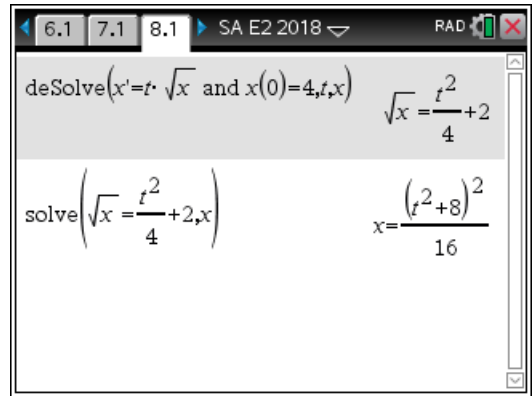 6.1 7.1 8.1 SA E2 2018 RAD
deSolve(x'=t·√x and x(0)=4,t,x) √x=t²/4+2
solve(√x=t²/4+2,x) x=(t²+8)²/16